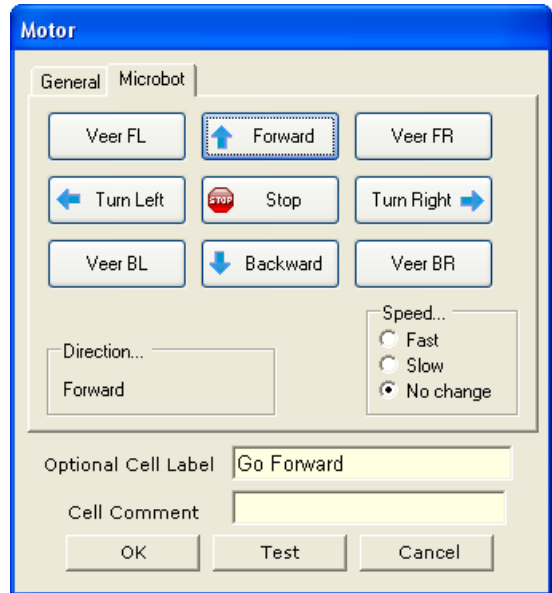 Motor
General Microbot
Veer FL Forward Veer FR
Turn Left STOP Stop Turn Right
Veer BL Backward Veer BR
Speed...
Fast
Direction...
Slow
Forward
No change
Optional Cell Label Go Forward
Cell Comment
OK Test Cancel